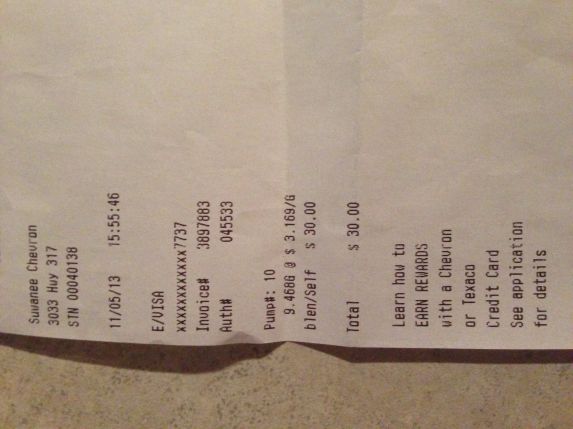 Suwanee Chevron
3033 Hwy 317
STN 00040138
11/05/13 15:55:46
E/VISA
xxxxxxxxxxxx7737
Invoice# 3897883
Auth# 045533
Pump#: 10
9.468G @ $ 3.169/G
blen/Self $ 30.00
Total $ 30.00
Learn how to
EARN REWARDS
with a Chevron
or Texaco
Credit Card
See application
for details